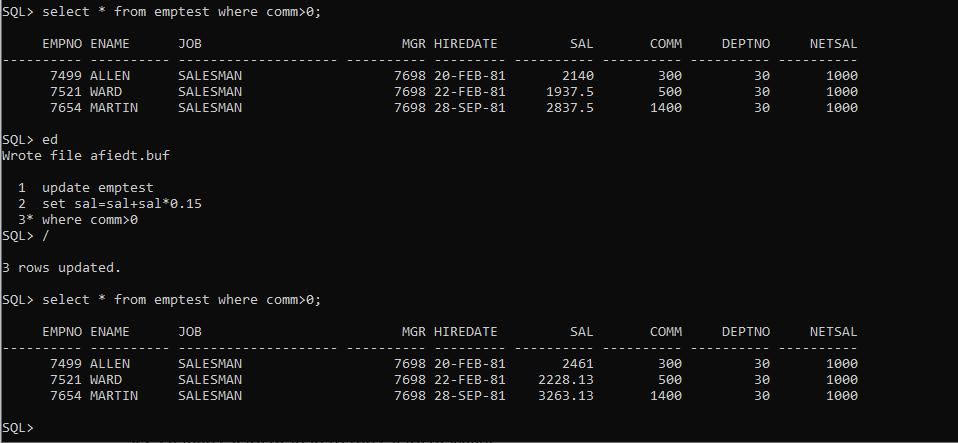 SQL> select * from emptest where comm>0;
EMPNO ENAME JOB MGR HIREDATE SAL COMM DEPTNO NETSAL
---------- ---------- -------------------- ---------- --------- ---------- ---------- ---------- ----------
7499 ALLEN SALESMAN 7698 20-FEB-81 2140 300 30 1000
7521 WARD SALESMAN 7698 22-FEB-81 1937.5 500 30 1000
7654 MARTIN SALESMAN 7698 28-SEP-81 2837.5 1400 30 1000
SQL> ed
Wrote file afiedt.buf
1 update emptest
2 set sal=sal+sal*0.15
3* where comm>0
SQL> /
3 rows updated.
SQL> select * from emptest where comm>0;
EMPNO ENAME JOB MGR HIREDATE SAL COMM DEPTNO NETSAL
---------- ---------- -------------------- ---------- --------- ---------- ---------- ---------- ----------
7499 ALLEN SALESMAN 7698 20-FEB-81 2461 300 30 1000
7521 WARD SALESMAN 7698 22-FEB-81 2228.13 500 30 1000
7654 MARTIN SALESMAN 7698 28-SEP-81 3263.13 1400 30 1000
SQL>